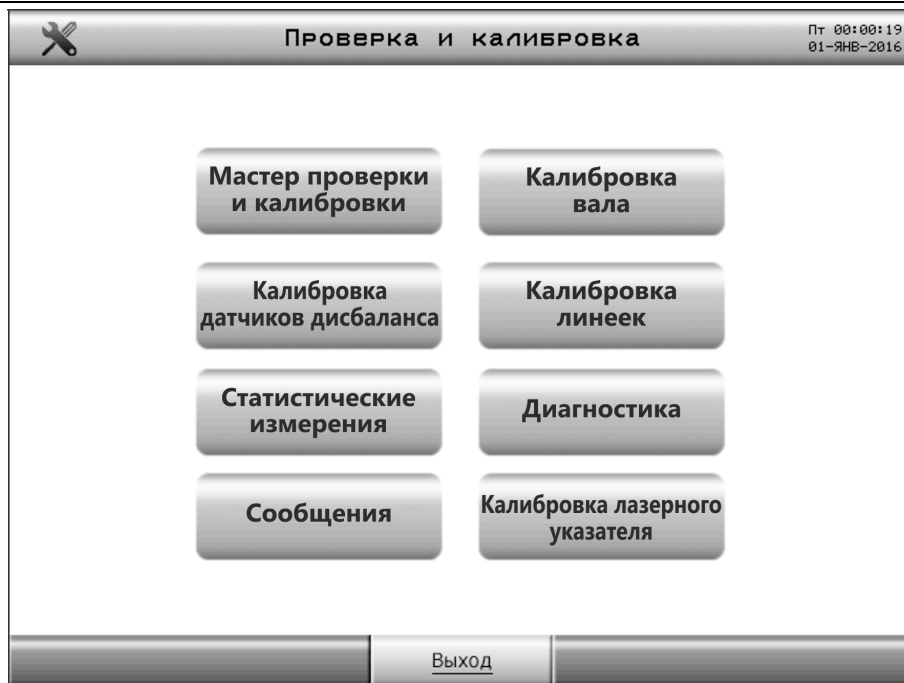 Проверка и калибровка
Пт 00:00:19
01-ЯНВ-2016
Мастер проверки
и калибровки
Калибровка
вала
Калибровка
датчиков дисбаланса
Калибровка
линеек
Статистические
измерения
Диагностика
Сообщения
Калибровка лазерного
указателя
Выход